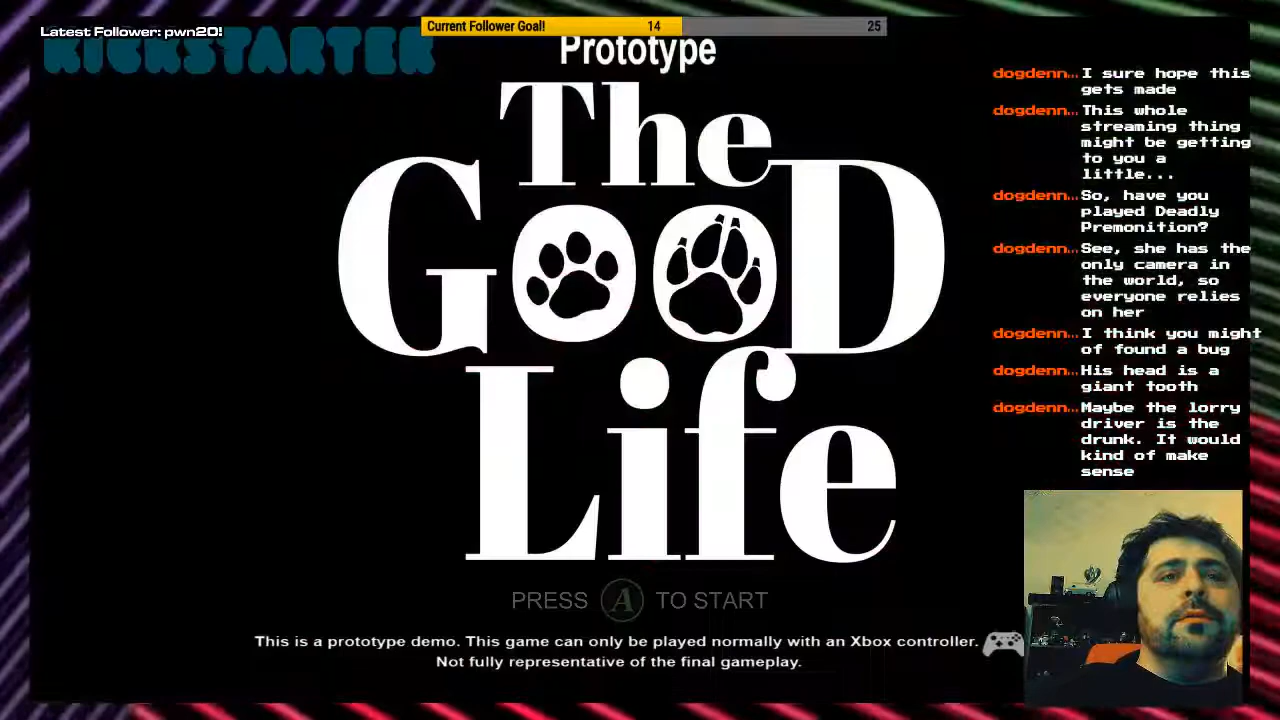 Latest Follower: pwn20!
Current Follower Goal! 14 25
KICKSTARTER
Prototype
The
GOOD
Life
PRESS A TO START
This is a prototype demo. This game can only be played normally with an Xbox controller.
Not fully representative of the final gameplay.
dogdenn... I sure hope this
gets made
dogdenn... This whole
streaming thing
might be getting
to you a
little...
dogdenn... So, have you
played Deadly
Premonition?
dogdenn... See, she has the
only camera in
the world, so
everyone relies
on her
dogdenn... I think you might
of found a bug
dogdenn... His head is a
giant tooth
dogdenn... Maybe the lorry
driver is the
drunk. It would
kind of make
sense